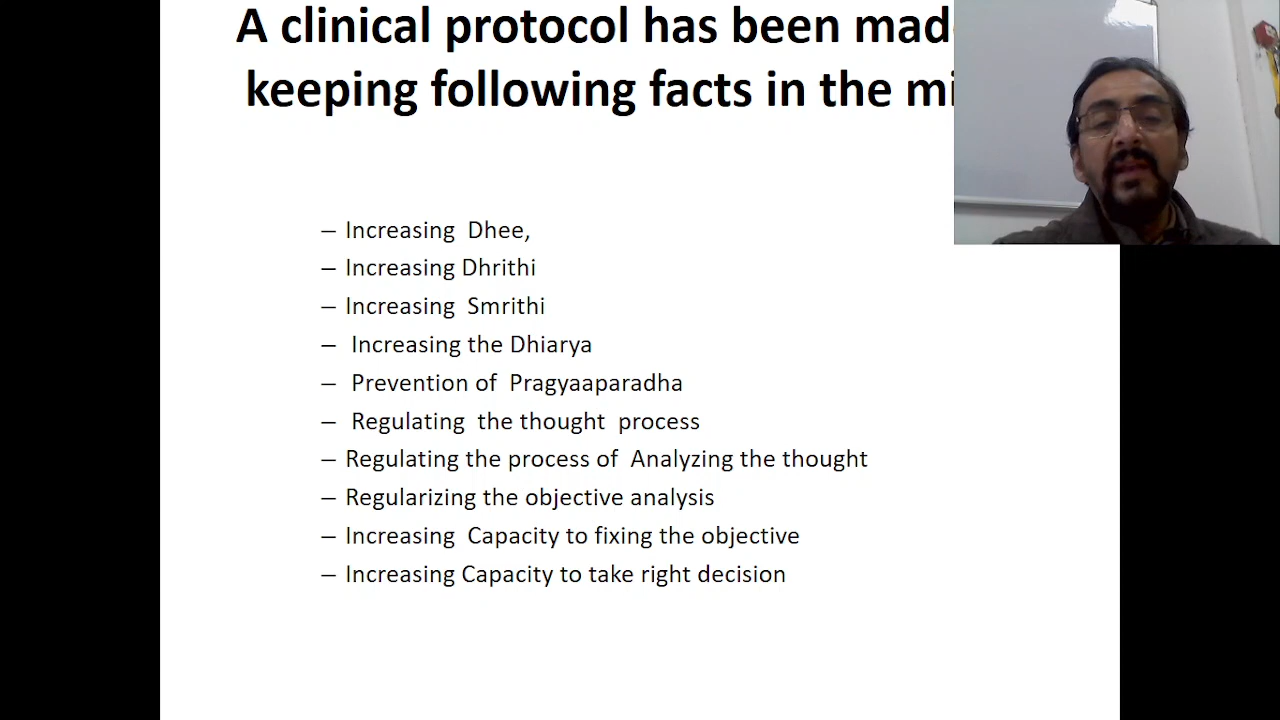 A clinical protocol has been mad
keeping following facts in the mi
– Increasing Dhee,
– Increasing Dhrithi
– Increasing Smrithi
– Increasing the Dhiarya
– Prevention of Pragyaaparadha
– Regulating the thought process
– Regulating the process of Analyzing the thought
– Regularizing the objective analysis
– Increasing Capacity to fixing the objective
– Increasing Capacity to take right decision